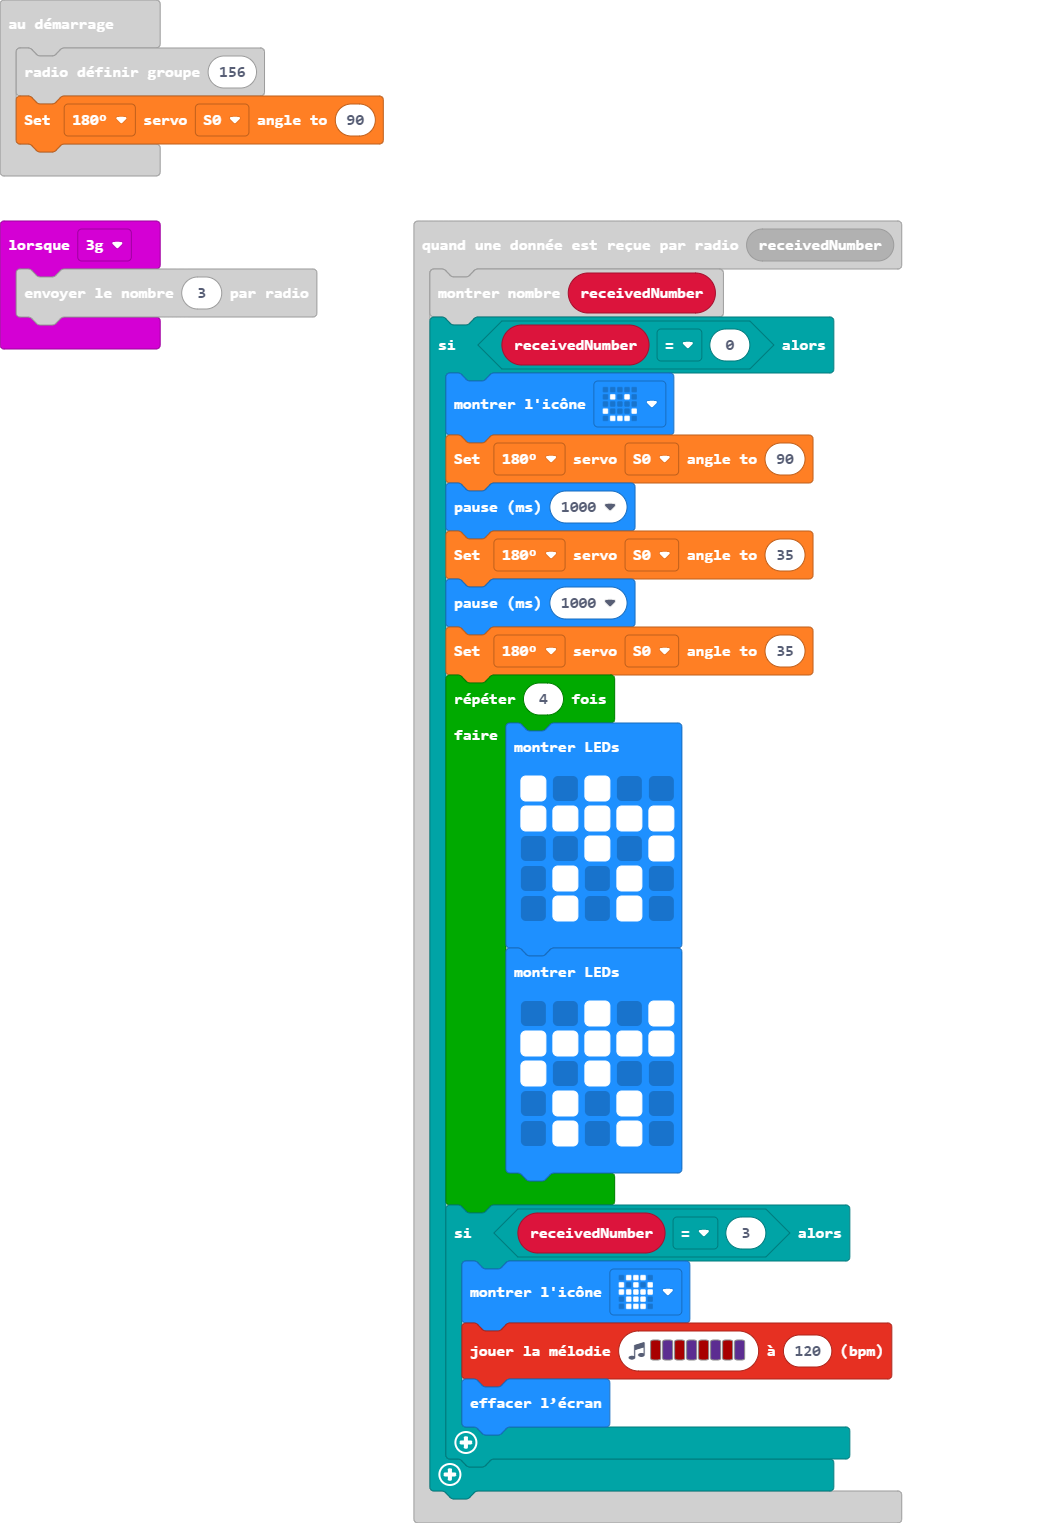 au démarrage
radio définir groupe 156
Set 180° servo S0 angle to 90
lorsque 3g
envoyer le nombre 3 par radio
quand une donnée est reçue par radio receivedNumber
montrer nombre receivedNumber
si receivedNumber = 0 alors
montrer l'icône
Set 180° servo S0 angle to 90
pause (ms) 1000
Set 180° servo S0 angle to 35
pause (ms) 1000
Set 180° servo S0 angle to 35
répéter 4 fois
faire
montrer LEDs
montrer LEDs
si receivedNumber = 3 alors
montrer l'icône
jouer la mélodie à 120 (bpm)
effacer l’écran